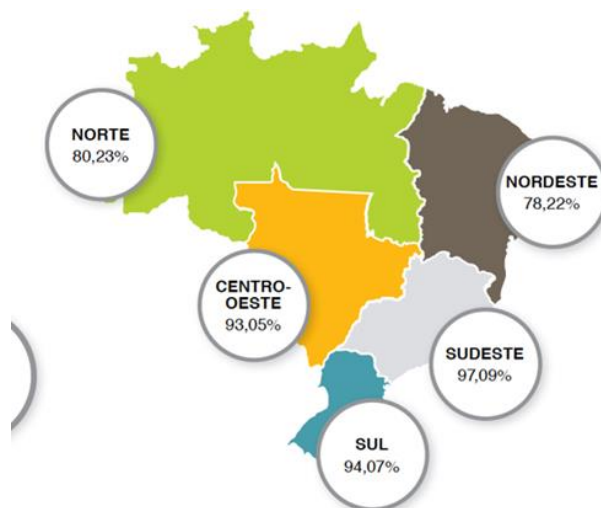 NORTE
80,23%
NORDESTE
78,22%
CENTRO-
OESTE
93,05%
SUDESTE
97,09%
SUL
94,07%